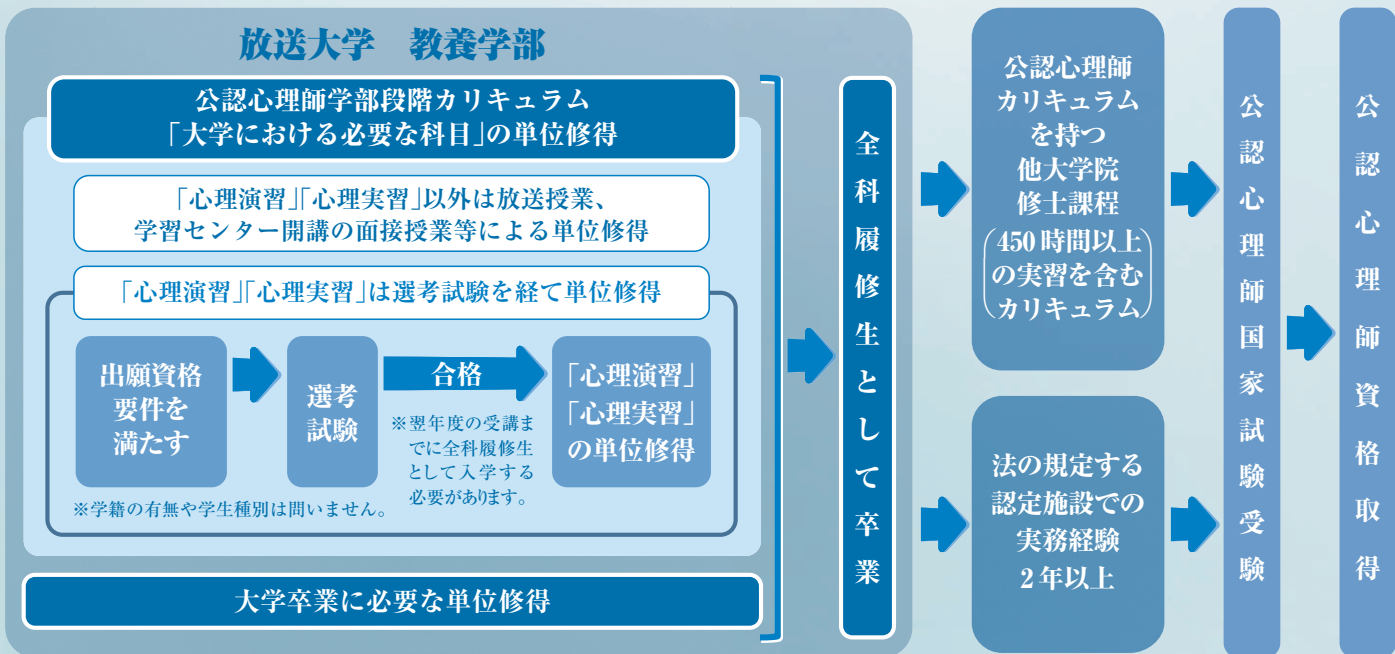 放送大学　教養学部
公認心理師学部段階カリキュラム
「大学における必要な科目」の単位修得
「心理演習」「心理実習」以外は放送授業、
学習センター開講の面接授業等による単位修得
「心理演習」「心理実習」は選考試験を経て単位修得
出願資格
要件を
満たす
選考
試験
合格
※翌年度の受講ま
でに全科履修生
として入学する
必要があります。
「心理演習」
「心理実習」
の単位修得
※学籍の有無や学生種別は問いません。
大学卒業に必要な単位修得
全科履修生として卒業
公認心理師
カリキュラム
を持つ
他大学院
修士課程
(450時間以上
の実習を含む
カリキュラム)
法の規定する
認定施設での
実務経験
2年以上
公認心理師国家試験受験
公認心理師資格取得